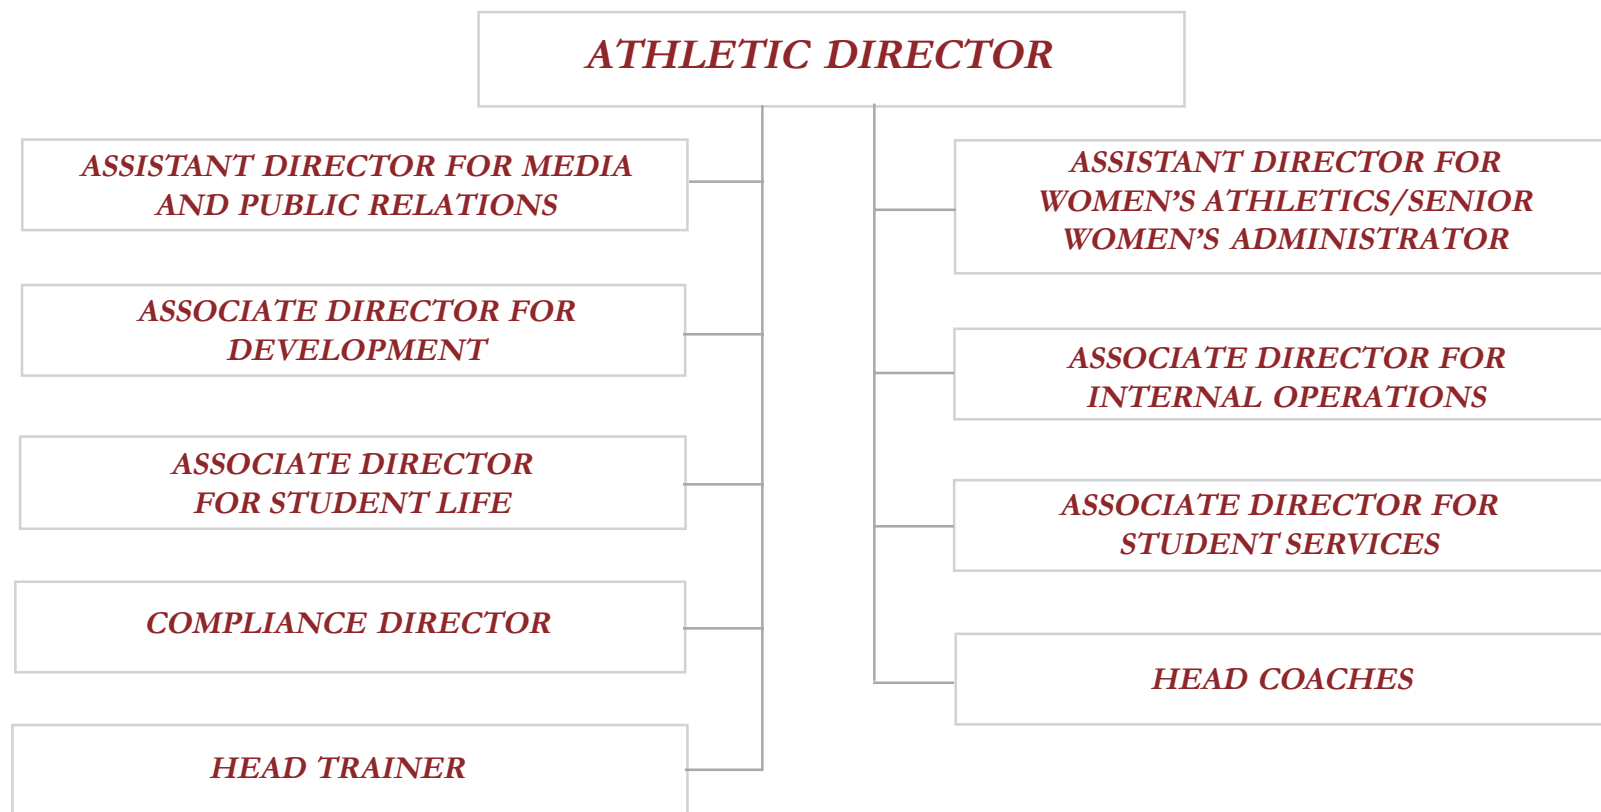 ATHLETIC DIRECTOR
ASSISTANT DIRECTOR FOR MEDIA
AND PUBLIC RELATIONS
ASSOCIATE DIRECTOR FOR
DEVELOPMENT
ASSOCIATE DIRECTOR
FOR STUDENT LIFE
COMPLIANCE DIRECTOR
HEAD TRAINER
ASSISTANT DIRECTOR FOR
WOMEN’S ATHLETICS/SENIOR
WOMEN’S ADMINISTRATOR
ASSOCIATE DIRECTOR FOR
INTERNAL OPERATIONS
ASSOCIATE DIRECTOR FOR
STUDENT SERVICES
HEAD COACHES